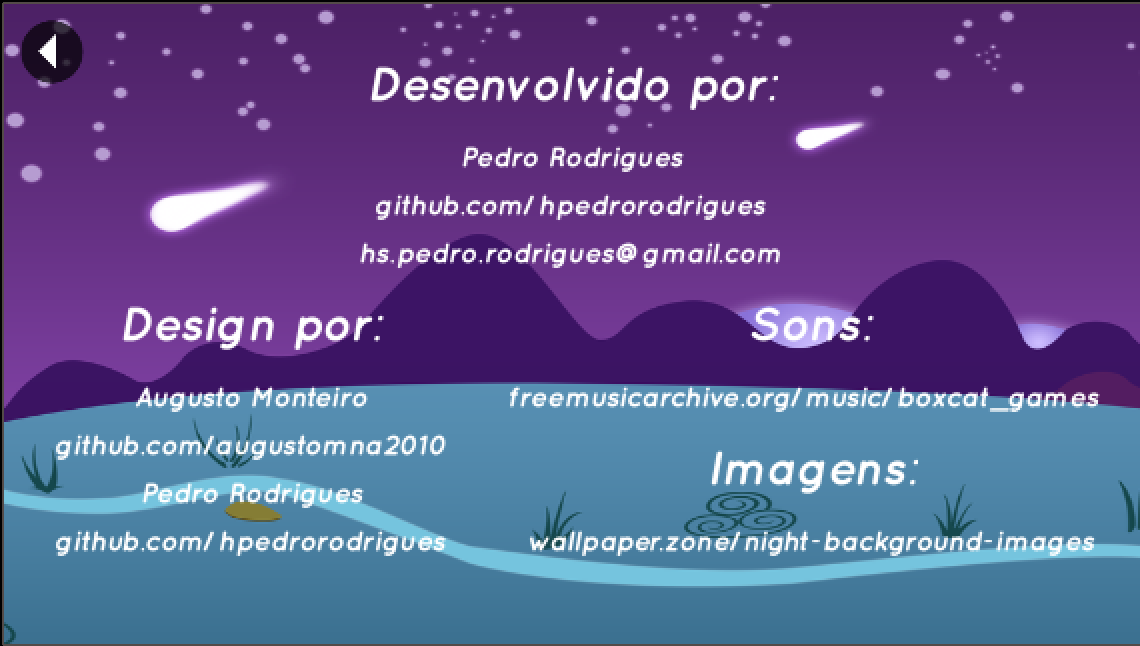 Desenvolvido por:
Pedro Rodrigues
github.com/hpedrorodrigues
hs.pedro.rodrigues@gmail.com
Design por:
Augusto Monteiro
github.com/augustomna2010
Pedro Rodrigues
github.com/hpedrorodrigues
Sons:
freemusicarchive.org/music/boxcat_games
Imagens:
wallpaper.zone/night-background-images